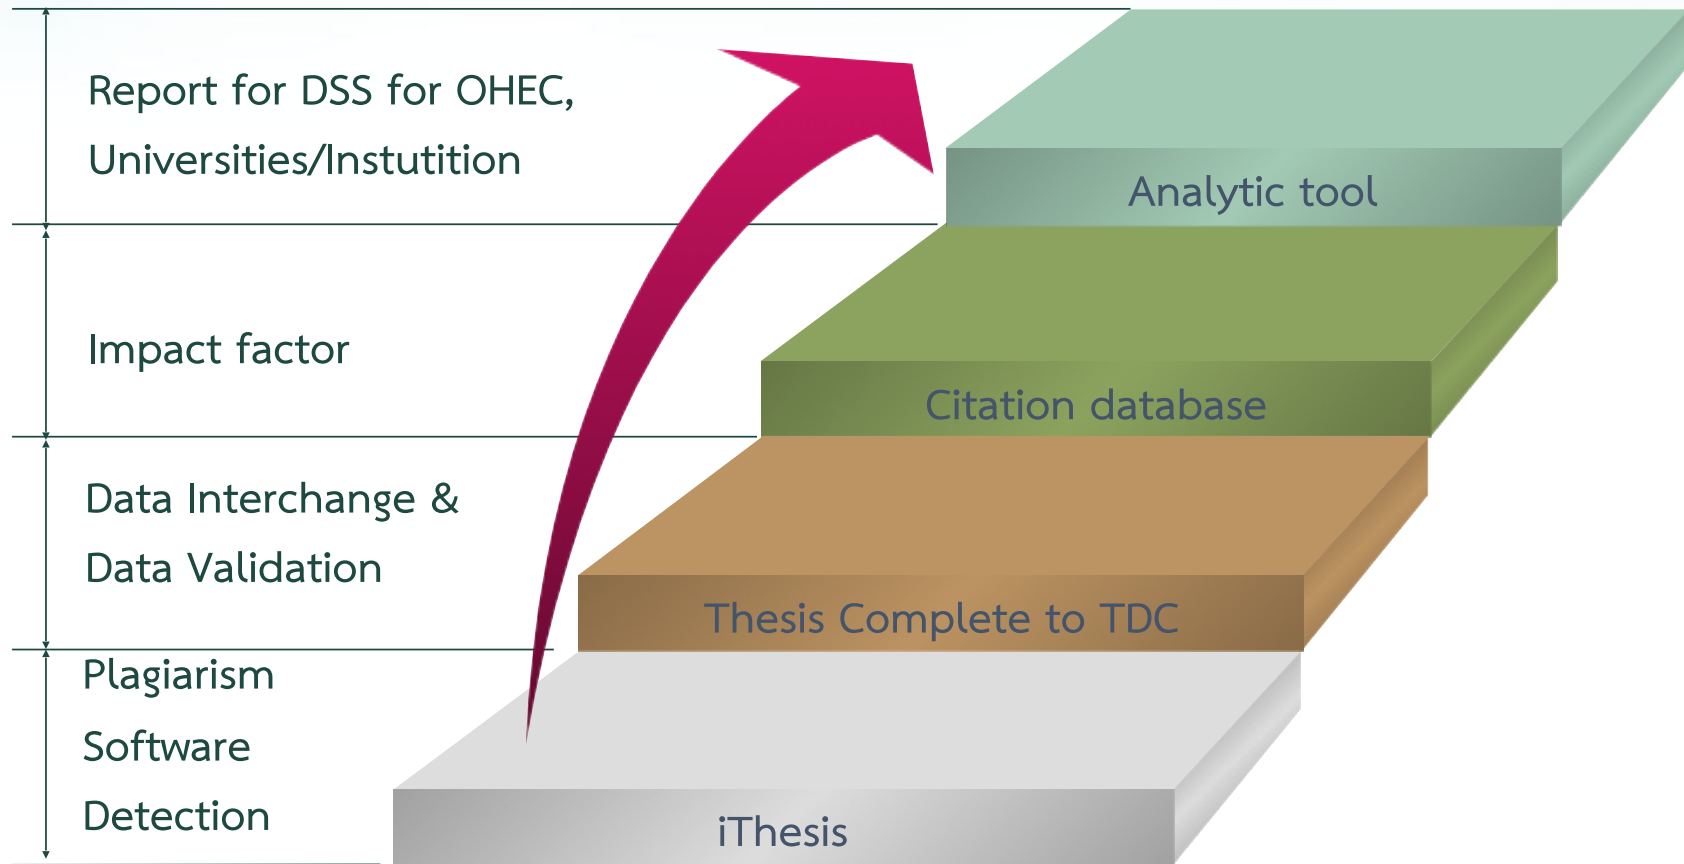 Report for DSS for OHEC,
Universities/Instutition
Analytic tool
Impact factor
Citation database
Data Interchange &
Data Validation
Thesis Complete to TDC
Plagiarism
Software
Detection
iThesis